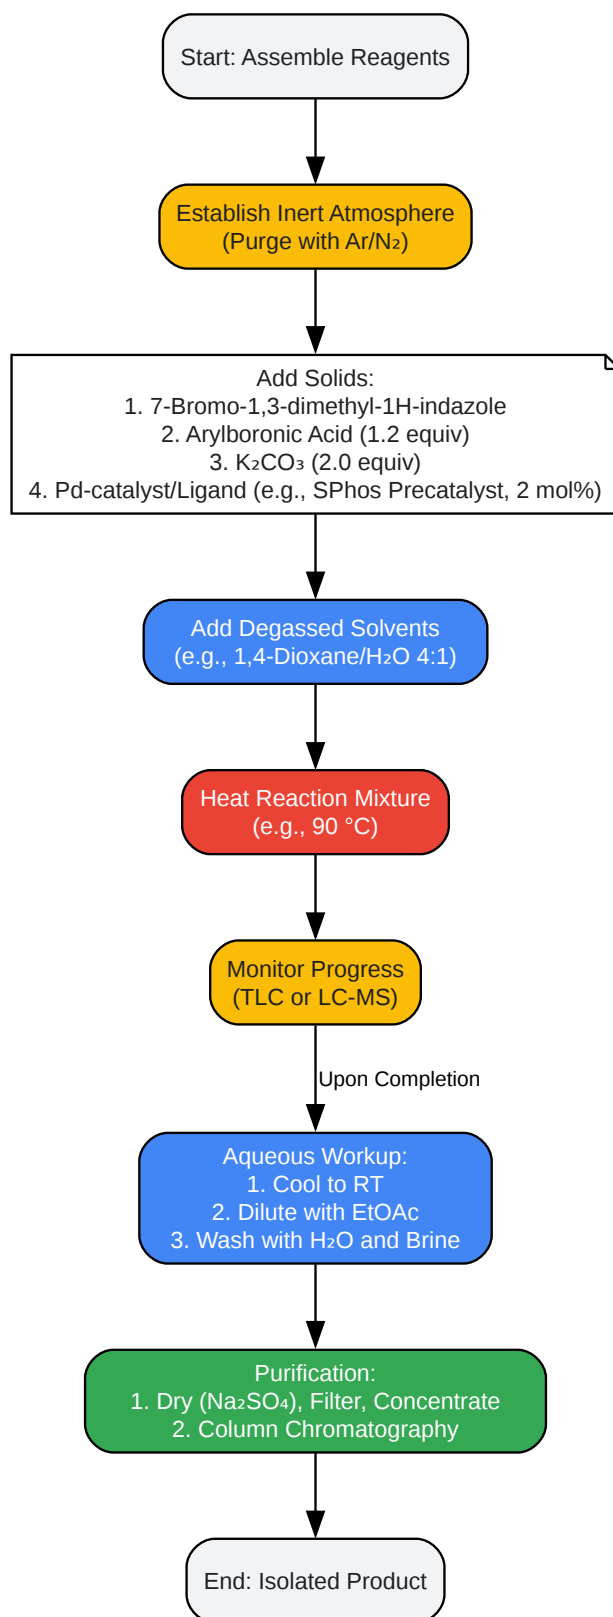 Start: Assemble Reagents
Establish Inert Atmosphere
(Purge with Ar/N₂)
Add Solids:
1. 7-Bromo-1,3-dimethyl-1H-indazole
2. Arylboronic Acid (1.2 equiv)
3. K₂CO₃ (2.0 equiv)
4. Pd-catalyst/Ligand (e.g., SPhos Precatalyst, 2 mol%)
Add Degassed Solvents
(e.g., 1,4-Dioxane/H₂O 4:1)
Heat Reaction Mixture
(e.g., 90 °C)
Monitor Progress
(TLC or LC-MS)
Upon Completion
Aqueous Workup:
1. Cool to RT
2. Dilute with EtOAc
3. Wash with H₂O and Brine
Purification:
1. Dry (Na₂SO₄), Filter, Concentrate
2. Column Chromatography
End: Isolated Product